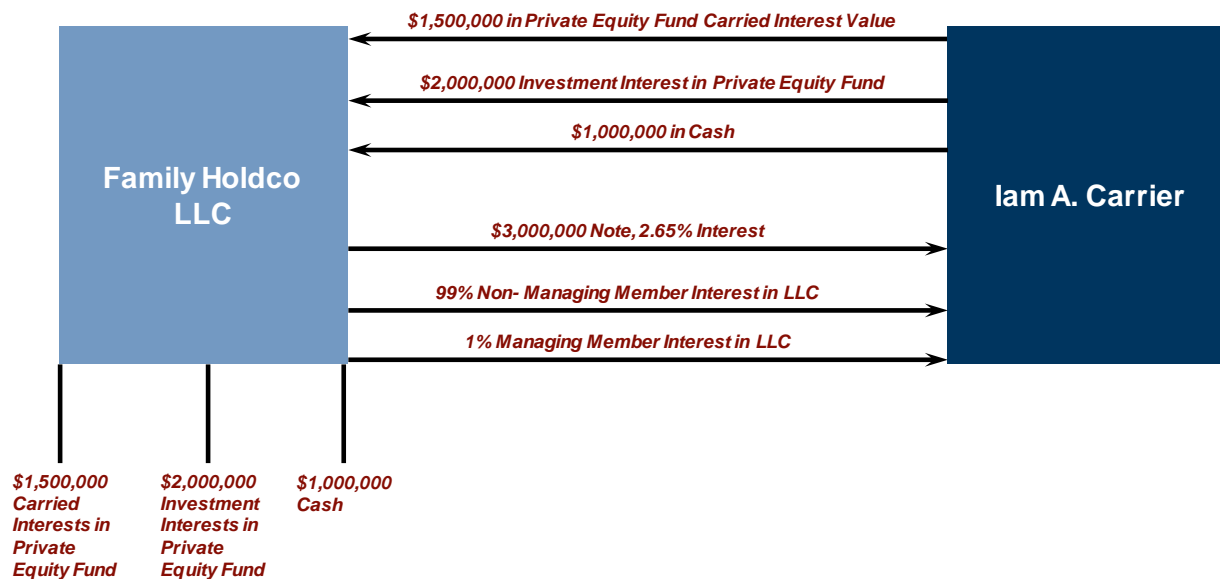 $1,500,000 in Private Equity Fund Carried Interest Value
$2,000,000 Investment Interest in Private Equity Fund
$1,000,000 in Cash
Family Holdco
LLC
Iam A. Carrier
$3,000,000 Note, 2.65% Interest
99% Non- Managing Member Interest in LLC
1% Managing Member Interest in LLC
$1,500,000
Carried
Interests in
Private
Equity Fund
$2,000,000
Investment
Interests in
Private
Equity Fund
$1,000,000
Cash